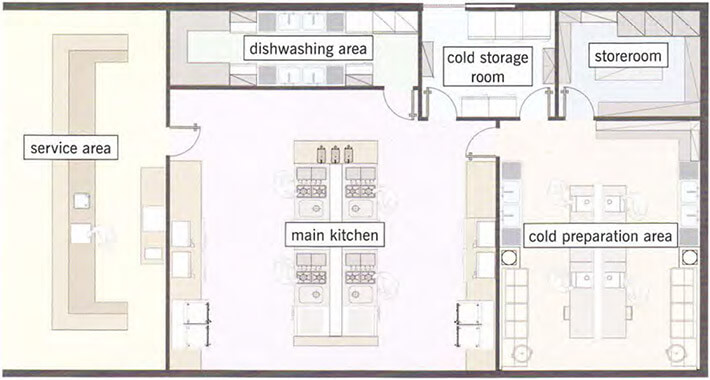 dishwashing area
cold storage
room
storeroom
service area
main kitchen
cold preparation area